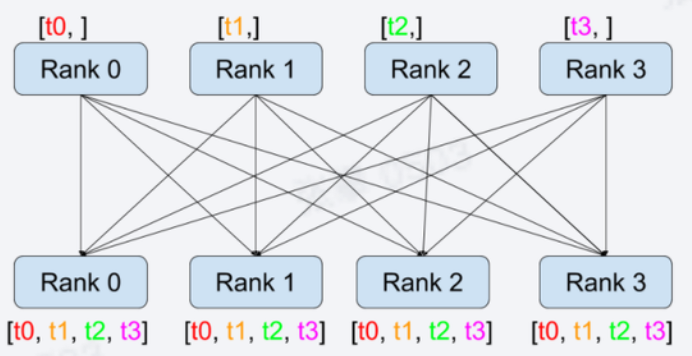 [t0, ] [t1,] [t2,] [t3, ]
Rank 0 Rank 1 Rank 2 Rank 3
Rank 0 Rank 1 Rank 2 Rank 3
[t0, t1, t2, t3] [t0, t1, t2, t3] [t0, t1, t2, t3] [t0, t1, t2, t3]